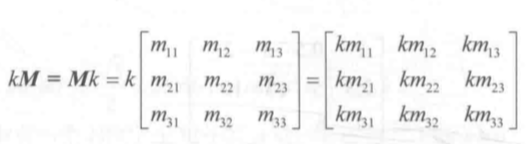 kM = Mk = k [ m₁₁ m₁₂ m₁₃ ; m₂₁ m₂₂ m₂₃ ; m₃₁ m₃₂ m₃₃ ] = [ km₁₁ km₁₂ km₁₃ ; km₂₁ km₂₂ km₂₃ ; km₃₁ km₃₂ km₃₃ ]